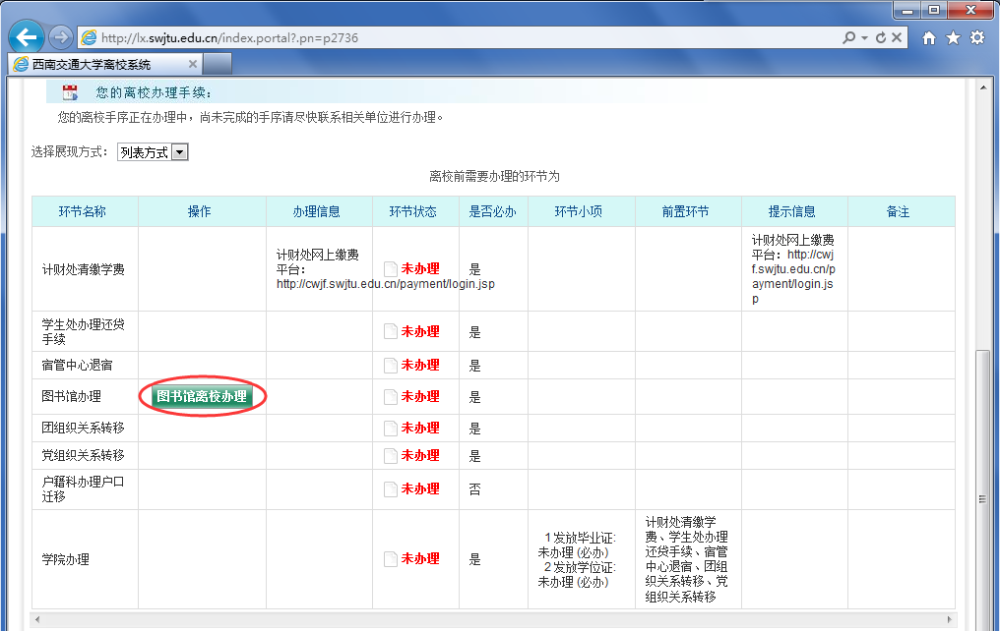 http://lx.swjtu.edu.cn/index.portal?.pn=p2736
西南交通大学离校系统
您的离校办理手续：
您的离校手序正在办理中，尚未完成的手序请尽快联系相关单位进行办理。
选择展现方式： 列表方式
离校前需要办理的环节为
环节名称 操作 办理信息 环节状态 是否必办 环节小项 前置环节 提示信息 备注
计财处清缴学费
计财处网上缴费
平台：
http://cwjf.swjtu.edu.cn/payment/login.jsp
未办理
是
计财处网上缴费
平台：http://cwj
f.swjtu.edu.cn/p
ayment/login.js
p
学生处办理还贷
手续
未办理
是
宿管中心退宿 未办理 是
图书馆办理 图书馆离校办理 未办理 是
团组织关系转移 未办理 是
党组织关系转移 未办理 是
户籍科办理户口
迁移
未办理
否
学院办理
未办理
是
1 发放毕业证:
未办理 (必办)
2 发放学位证:
未办理 (必办)
计财处清缴学
费、学生处办理
还贷手续、宿管
中心退宿、团组
织关系转移、党
组织关系转移